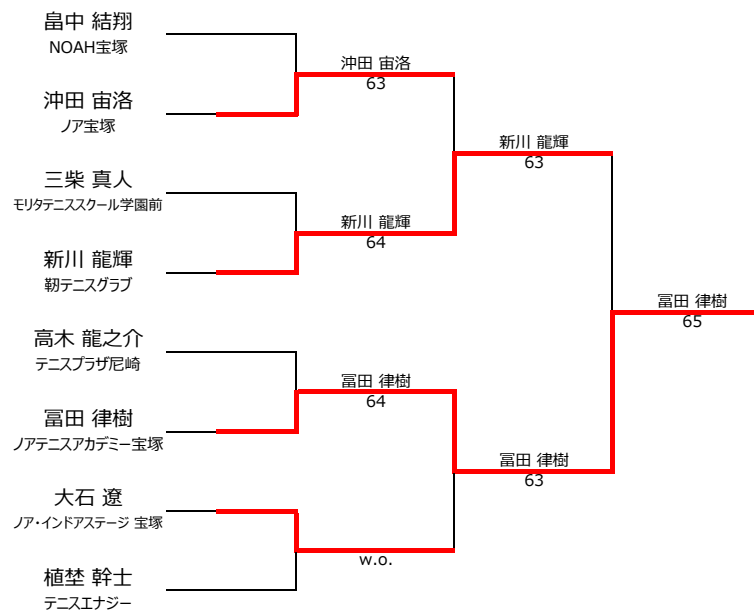 畠中 結翔
NOAH宝塚
沖田 宙洛
63
沖田 宙洛
ノア宝塚
新川 龍輝
63
三柴 真人
モリタテニススクール学園前
新川 龍輝
64
新川 龍輝
靭テニスグラブ
冨田 律樹
65
高木 龍之介
テニスプラザ尼崎
冨田 律樹
64
冨田 律樹
ノアテニスアカデミー宝塚
冨田 律樹
63
大石 遼
ノア・インドアステージ 宝塚
w.o.
植埜 幹士
テニスエナジー